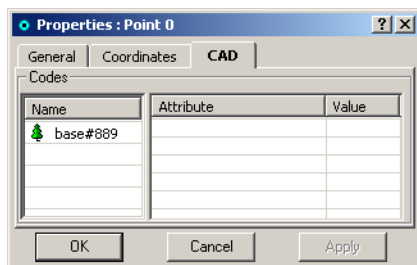 Properties : Point 0
? X
General Coordinates CAD
Codes
Name Attribute Value
base#889
OK Cancel Apply